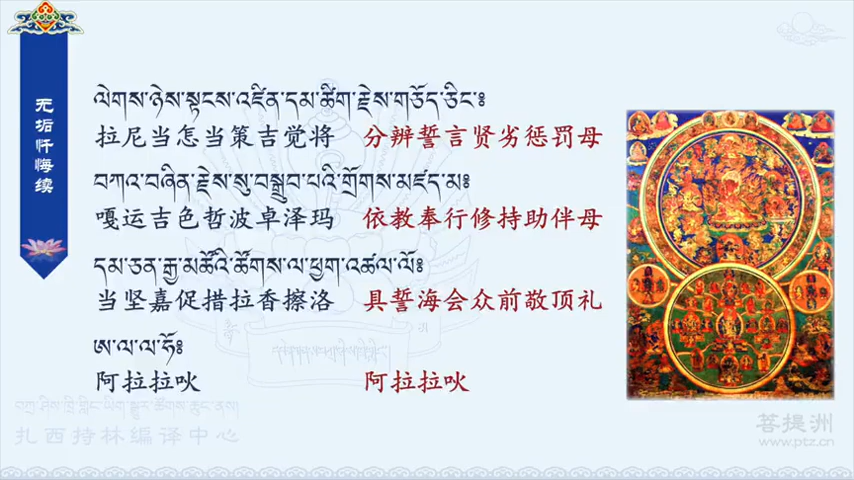 无垢忏悔续
ལེགས་ཉེས་སྟངས་འཛིན་དམ་ཚིག་རྗེས་གཅོད་ཅིང་༔
拉尼当怎当策吉觉将 分辨誓言贤劣惩罚母
བཀའ་བཞིན་རྗེས་སུ་བསྒྲུབ་པའི་གྲོགས་མཛད་མ༔
嘎运吉色哲波卓泽玛 依教奉行修持助伴母
དམ་ཅན་རྒྱ་མཚོའི་ཚོགས་ལ་ཕྱག་འཚལ་ལོ༔
当坚嘉促措拉香擦洛 具誓海会众前敬顶礼
ཨ་ལ་ལ་ཧོ༔
阿拉拉吙 阿拉拉吙
扎西持林编译中心
菩提洲
www.ptz.cn